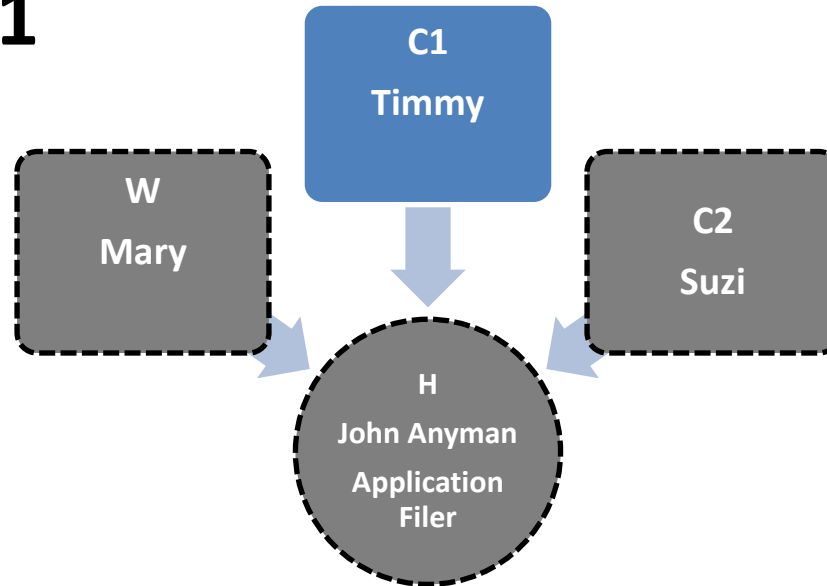 1
C1
Timmy
W
Mary
C2
Suzi
H
John Anyman
Application
Filer